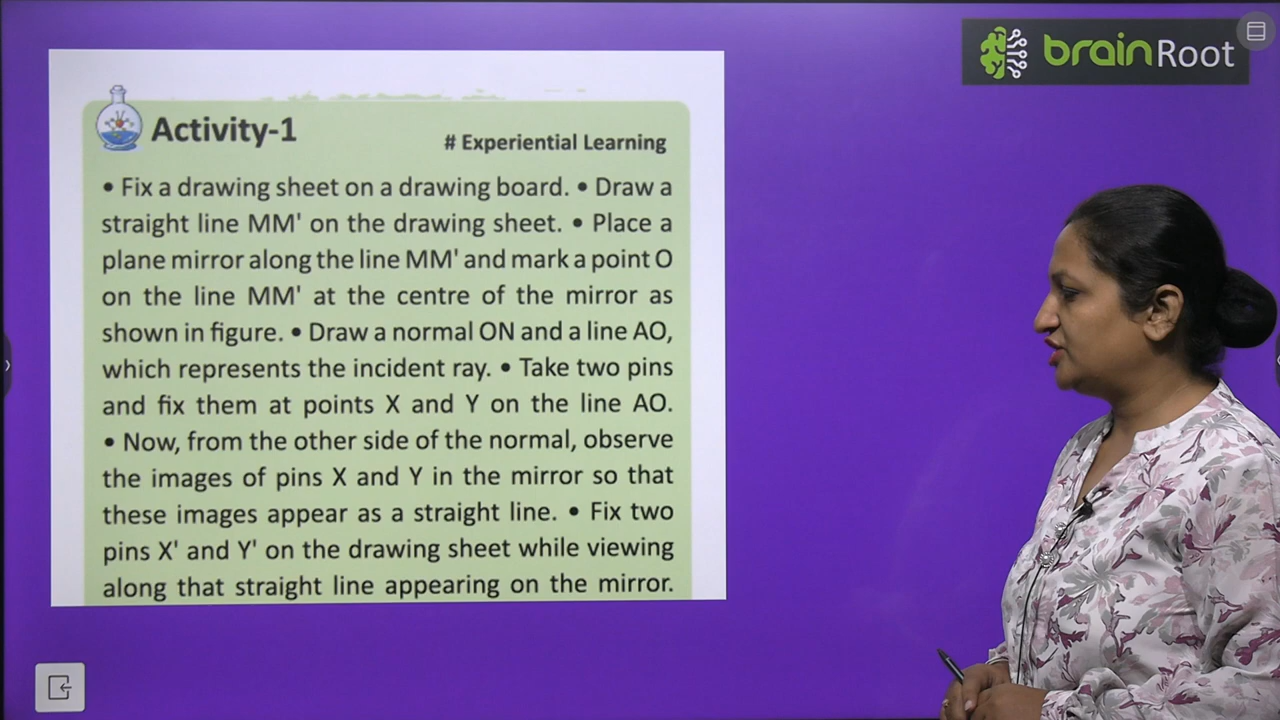 brainRoot
Activity-1
# Experiential Learning
• Fix a drawing sheet on a drawing board. • Draw a
straight line MM' on the drawing sheet. • Place a
plane mirror along the line MM' and mark a point O
on the line MM' at the centre of the mirror as
shown in figure. • Draw a normal ON and a line AO,
which represents the incident ray. • Take two pins
and fix them at points X and Y on the line AO.
• Now, from the other side of the normal, observe
the images of pins X and Y in the mirror so that
these images appear as a straight line. • Fix two
pins X' and Y' on the drawing sheet while viewing
along that straight line appearing on the mirror.